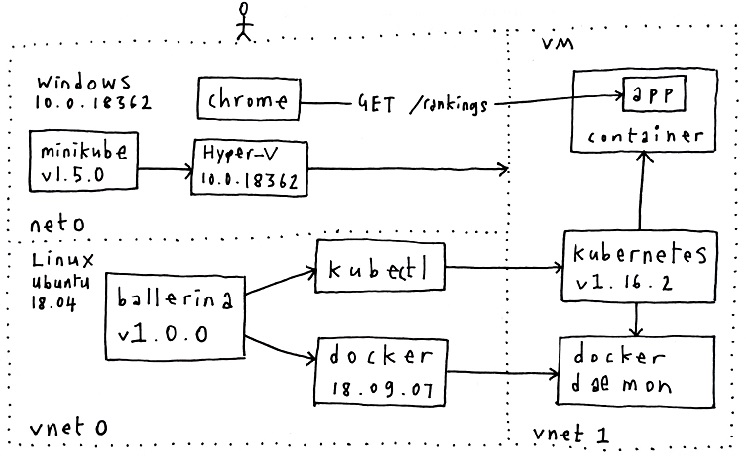 VM
Windows
10.0.18362
chrome
GET /rankings
app
container
minikube
v1.5.0
Hyper-V
10.0.18362
net 0
Linux
ubuntu
18.04
ballerina
v1.0.0
kubectl
kubernetes
v1.16.2
docker
18.09.07
docker
daemon
vnet 0
vnet 1